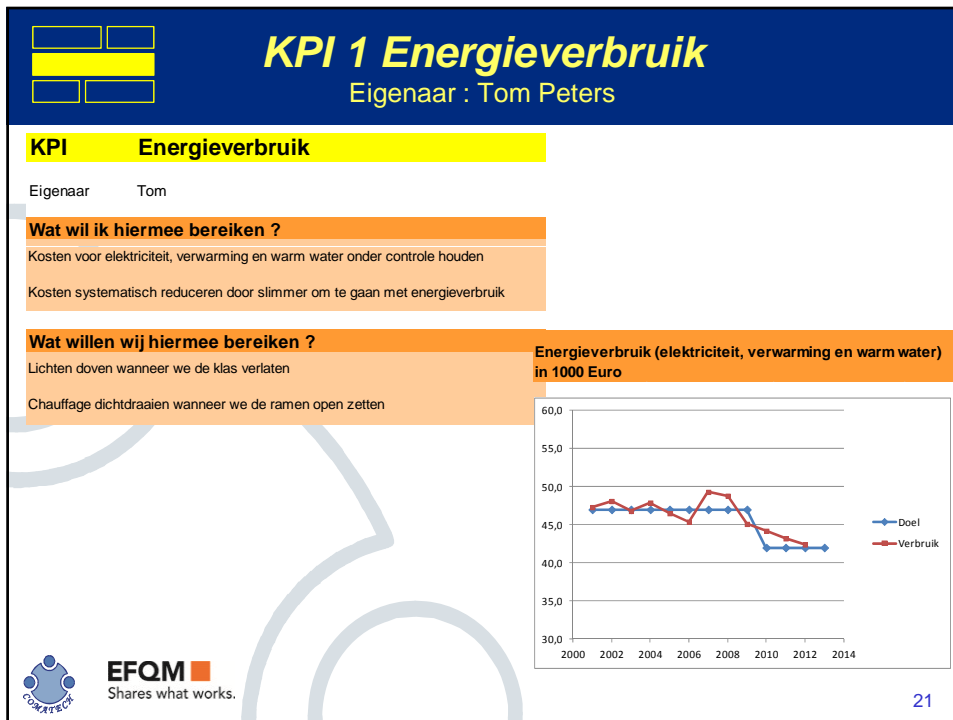 KPI 1 Energieverbruik
Eigenaar : Tom Peters
KPI Energieverbruik
Eigenaar Tom
Wat wil ik hiermee bereiken ?
Kosten voor elektriciteit, verwarming en warm water onder controle houden
Kosten systematisch reduceren door slimmer om te gaan met energieverbruik
Wat willen wij hiermee bereiken ?
Lichten doven wanneer we de klas verlaten
Chauffage dichtdraaien wanneer we de ramen open zetten
Energieverbruik (elektriciteit, verwarming en warm water)
in 1000 Euro
60,0
55,0
50,0
45,0
40,0
35,0
30,0
2000 2002 2004 2006 2008 2010 2012 2014
Doel
Verbruik
COMATECH
EFQM
Shares what works.
21